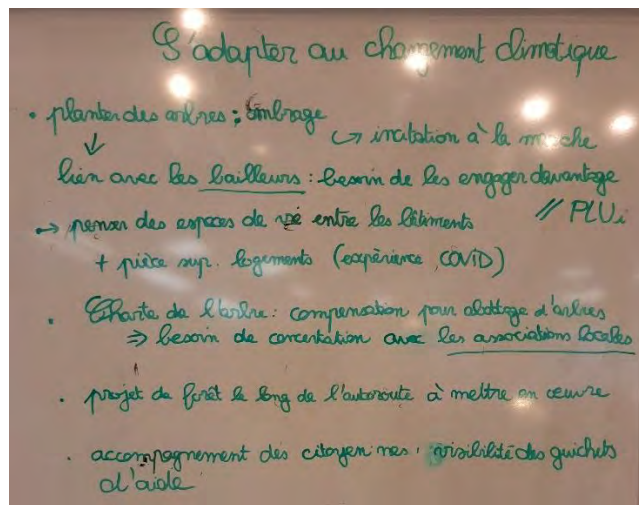 S'adapter au changement climatique
• planter des arbres ; ombrage
↳ incitation à la marche
↓
lien avec les bailleurs : besoin de les engager davantage
// PLUi
→ penser des espaces de vie entre les bâtiments
+ pièce sup. logements (expérience COVID)
• Charte de l'arbre : compensation pour abattage d'arbres
⇒ besoin de concertation avec les associations locales
• projet de forêt le long de l'autoroute à mettre en œuvre
• accompagnement des citoyen·nes : visibilité des guichets
d'aide